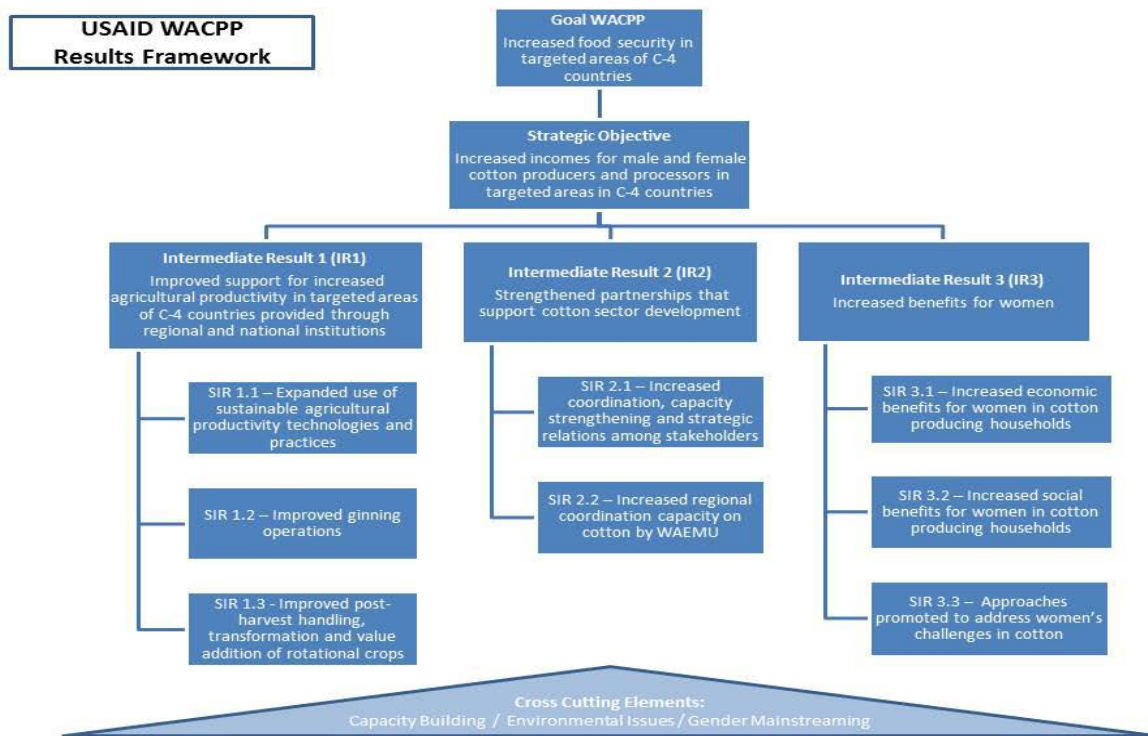 USAID WACPP
Results Framework
Goal WACPP
Increased food security in
targeted areas of C-4
countries
Strategic Objective
Increased incomes for male and female
cotton producers and processors in
targeted areas in C-4 countries
Intermediate Result 1 (IR1)
Improved support for increased
agricultural productivity in targeted areas
of C-4 countries provided through
regional and national institutions
SIR 1.1 – Expanded use of
sustainable agricultural
productivity technologies and
practices
SIR 1.2 – Improved ginning
operations
SIR 1.3 - Improved post-
harvest handling,
transformation and value
addition of rotational crops
Intermediate Result 2 (IR2)
Strengthened partnerships that
support cotton sector development
SIR 2.1 – Increased
coordination, capacity
strengthening and strategic
relations among stakeholders
SIR 2.2 – Increased regional
coordination capacity on
cotton by WAEMU
Intermediate Result 3 (IR3)
Increased benefits for women
SIR 3.1 – Increased economic
benefits for women in cotton
producing households
SIR 3.2 – Increased social
benefits for women in cotton
producing households
SIR 3.3 – Approaches
promoted to address women's
challenges in cotton
Cross Cutting Elements:
Capacity Building / Environmental Issues / Gender Mainstreaming